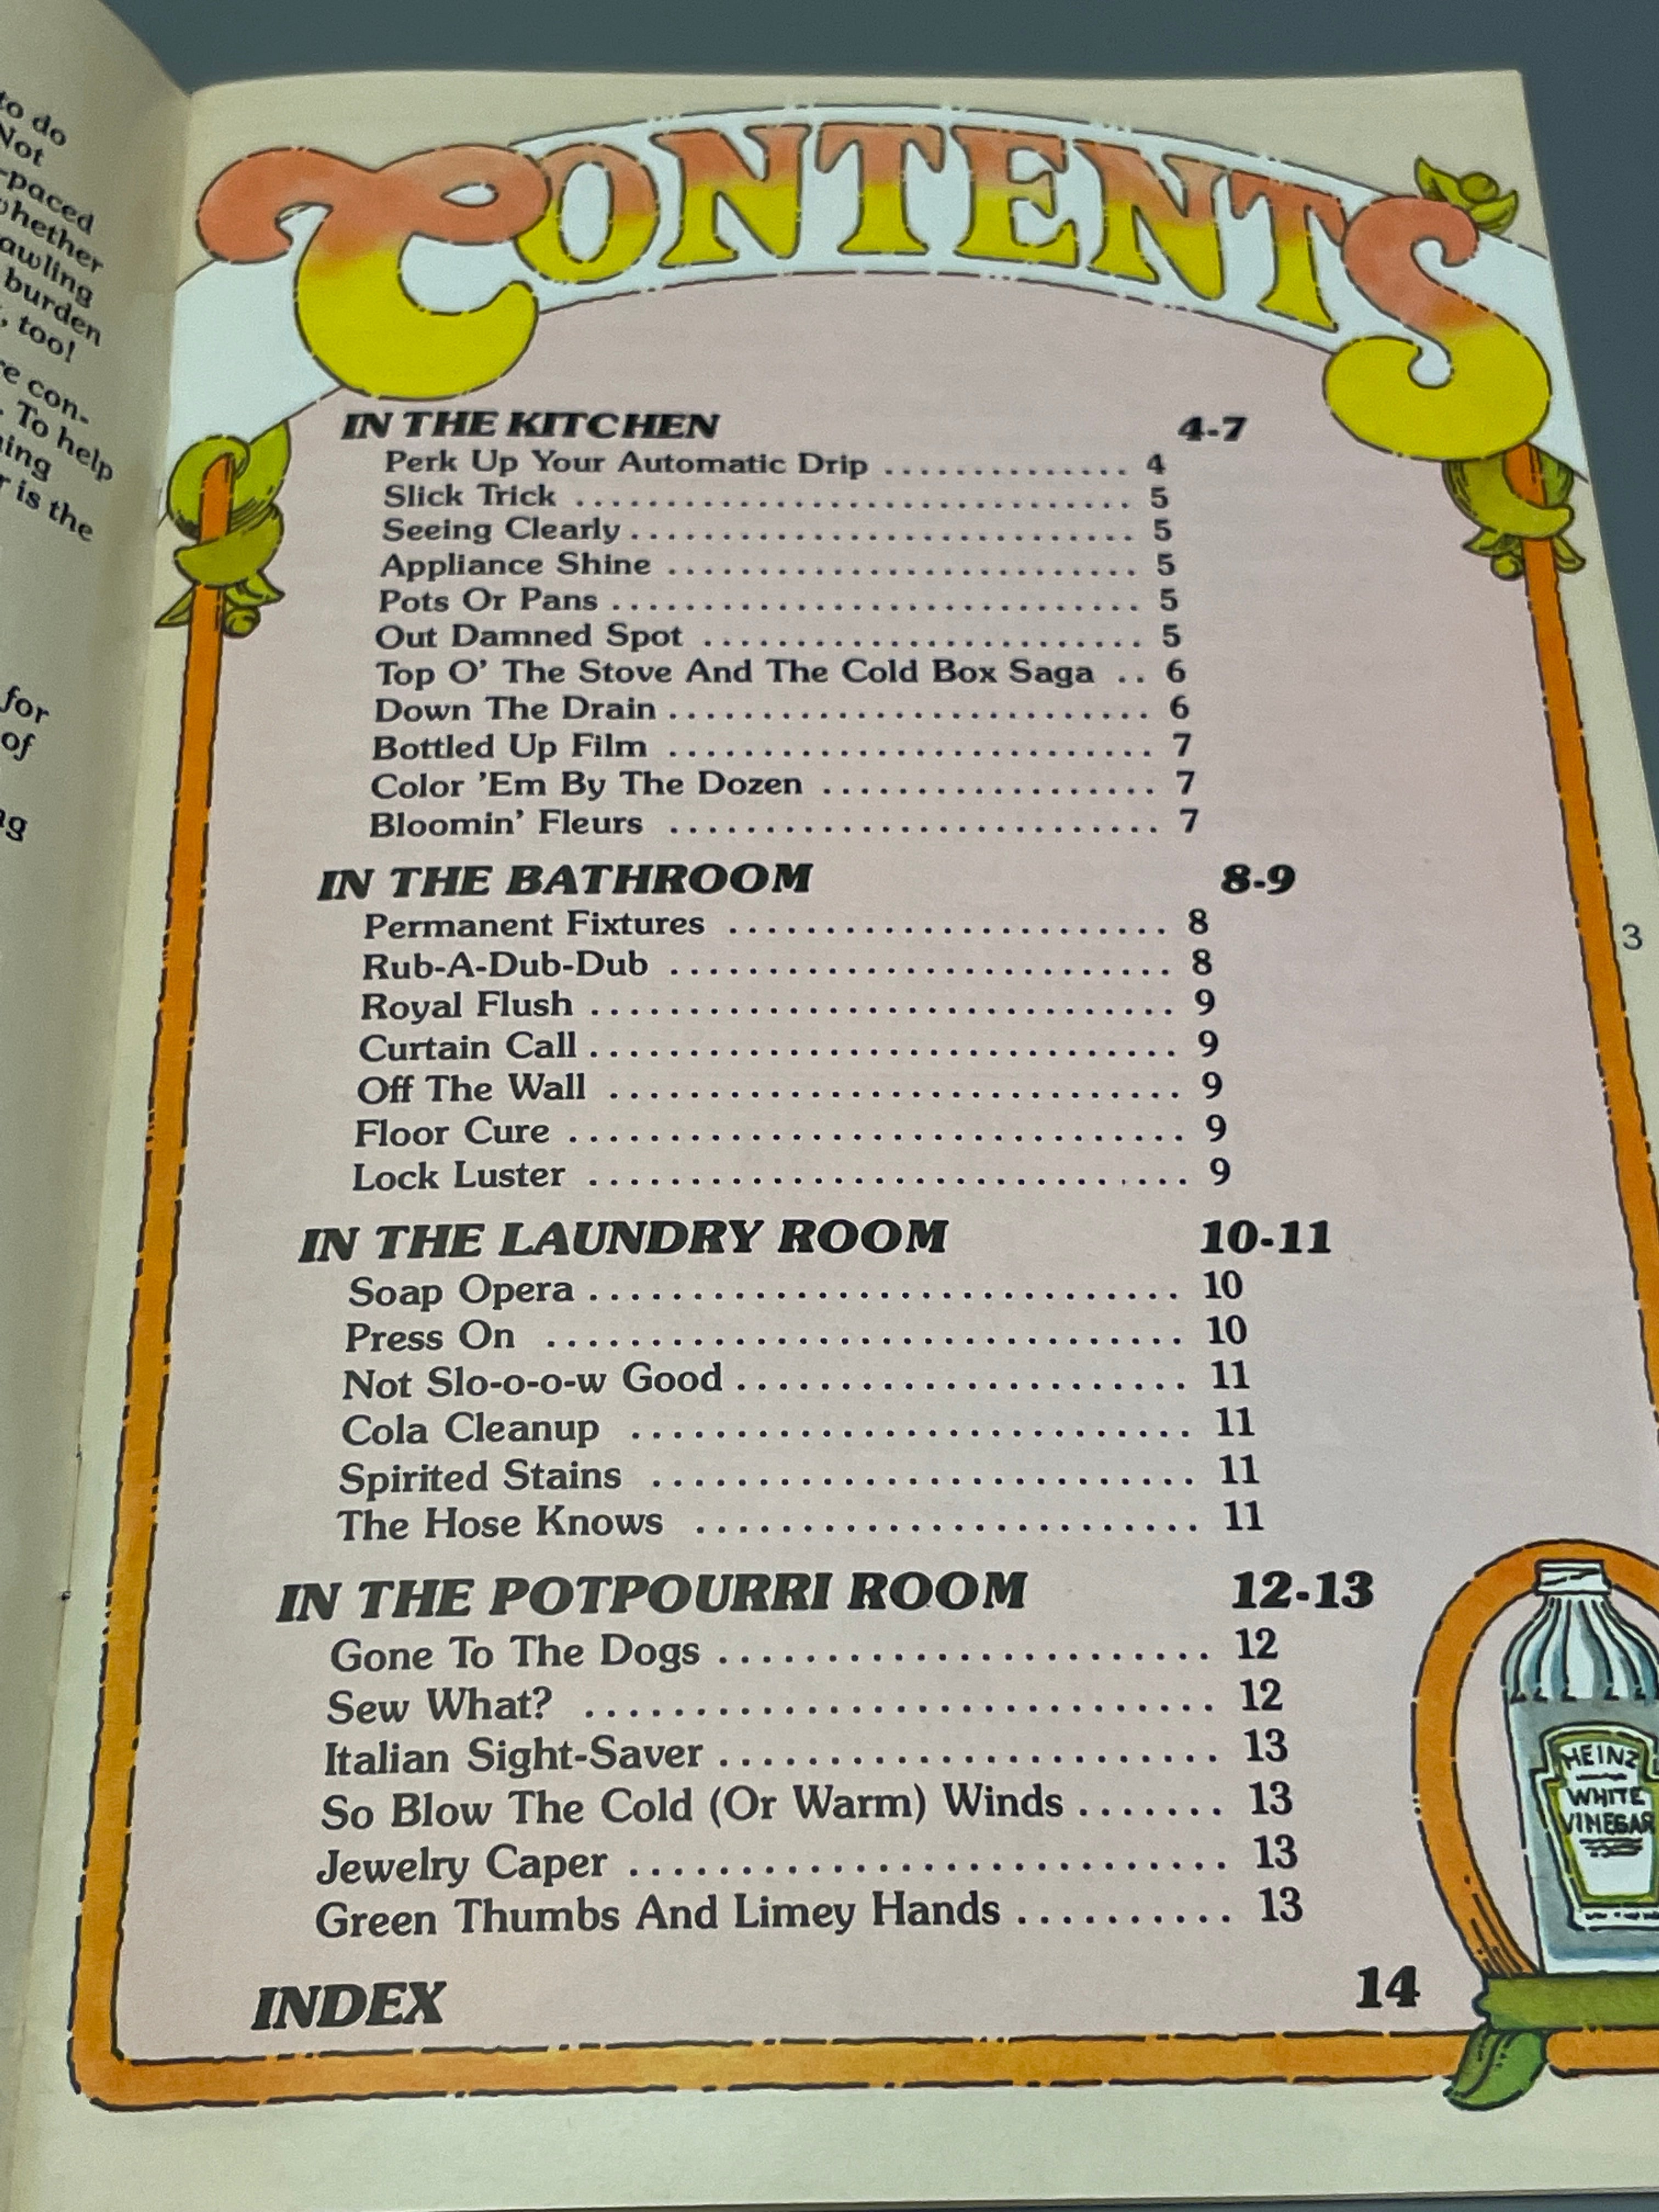 to do
Not
-paced
whether
awling
burden
, too!
re con-
. To help
ning
r is the
for
of
ng
CONTENTS
IN THE KITCHEN 4-7
Perk Up Your Automatic Drip .............. 4
Slick Trick ............................... 5
Seeing Clearly ............................ 5
Appliance Shine .......................... 5
Pots Or Pans ............................. 5
Out Damned Spot ........................ 5
Top O' The Stove And The Cold Box Saga .. 6
Down The Drain .......................... 6
Bottled Up Film .......................... 7
Color 'Em By The Dozen .................. 7
Bloomin' Fleurs .......................... 7
IN THE BATHROOM 8-9
Permanent Fixtures ....................... 8
Rub-A-Dub-Dub .......................... 8
Royal Flush .............................. 9
Curtain Call .............................. 9
Off The Wall ............................. 9
Floor Cure ............................... 9
Lock Luster .............................. 9
3
IN THE LAUNDRY ROOM 10-11
Soap Opera ............................. 10
Press On ............................... 10
Not Slo-o-o-w Good ...................... 11
Cola Cleanup ........................... 11
Spirited Stains .......................... 11
The Hose Knows ........................ 11
IN THE POTPOURRI ROOM 12-13
Gone To The Dogs ....................... 12
Sew What? ............................. 12
Italian Sight-Saver ....................... 13
So Blow The Cold (Or Warm) Winds ....... 13
Jewelry Caper ........................... 13
Green Thumbs And Limey Hands .......... 13
INDEX 14
HEINZ
WHITE
VINEGAR